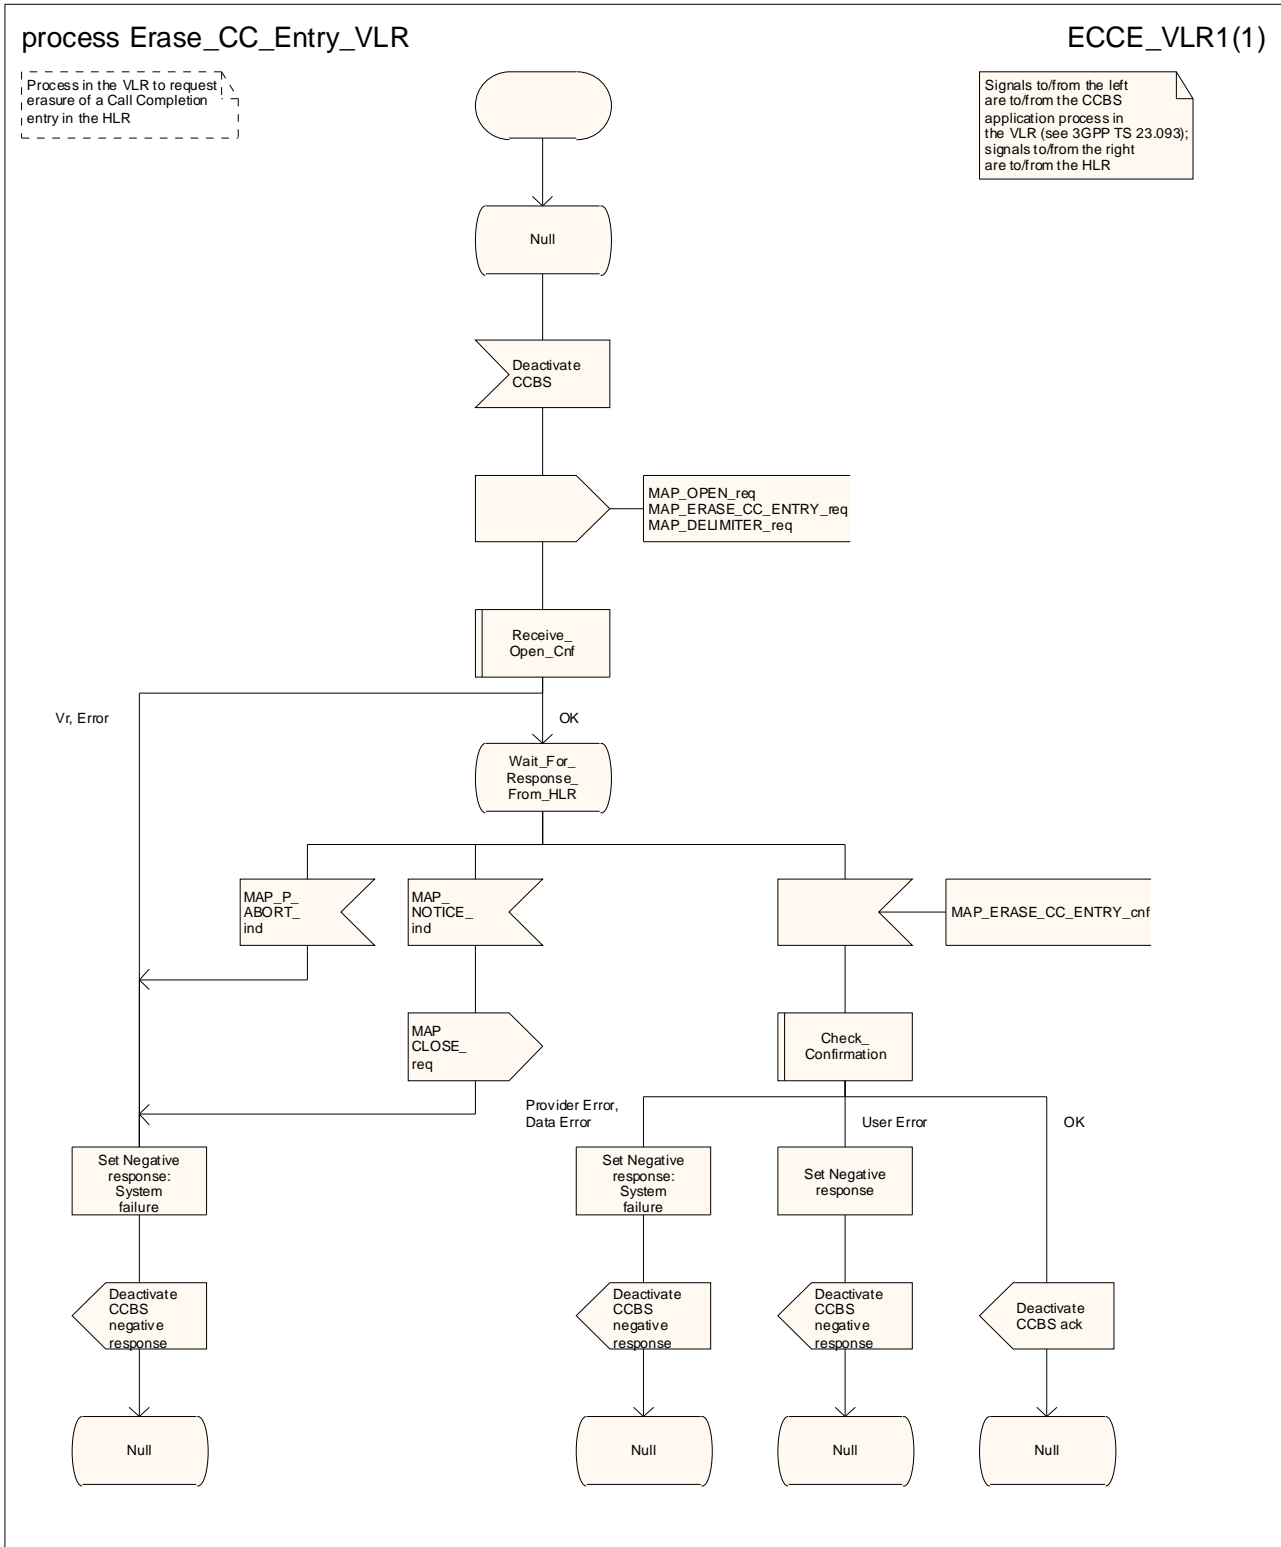 process Erase_CC_Entry_VLR
ECCE_VLR1(1)
Process in the VLR to request
erasure of a Call Completion
entry in the HLR
Signals to/from the left
are to/from the CCBS
application process in
the VLR (see 3GPP TS 23.093);
signals to/from the right
are to/from the HLR
Null
Deactivate
CCBS
MAP_OPEN_req
MAP_ERASE_CC_ENTRY_req
MAP_DELIMITER_req
Receive_
Open_Cnf
Vr, Error
OK
Wait_For_
Response_
From_HLR
MAP_P_
ABORT_
ind
MAP_
NOTICE_
ind
MAP_ERASE_CC_ENTRY_cnf
MAP
CLOSE_
req
Check_
Confirmation
Provider Error,
Data Error
User Error
OK
Set Negative
response:
System
failure
Set Negative
response:
System
failure
Set Negative
response
Deactivate
CCBS
negative
response
Deactivate
CCBS
negative
response
Deactivate
CCBS
negative
response
Deactivate
CCBS ack
Null
Null
Null
Null